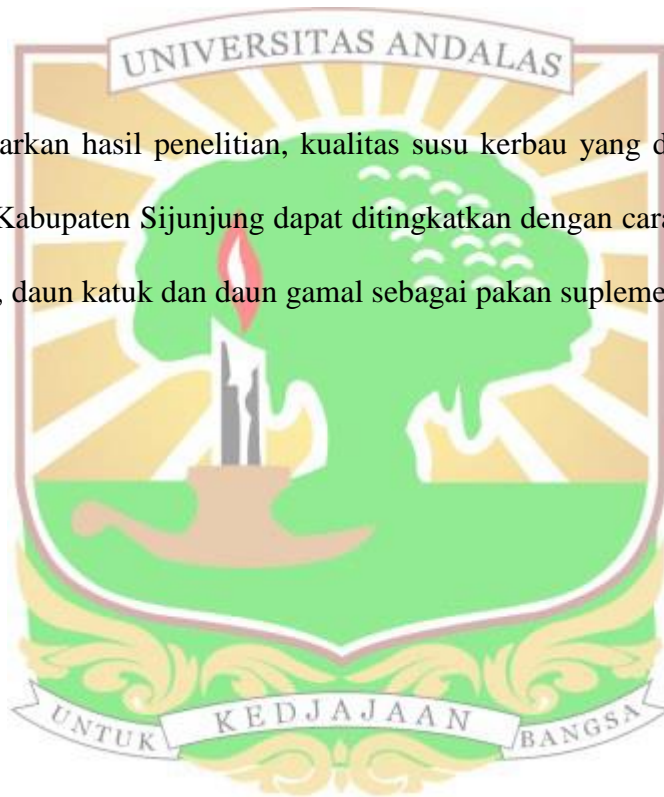 UNIVERSITAS ANDALAS
arkan hasil penelitian, kualitas susu kerbau yang d
Kabupaten Sijunjung dapat ditingkatkan dengan cara
, daun katuk dan daun gamal sebagai pakan supleme
UNTUK KEDJAJAAN BANGSA